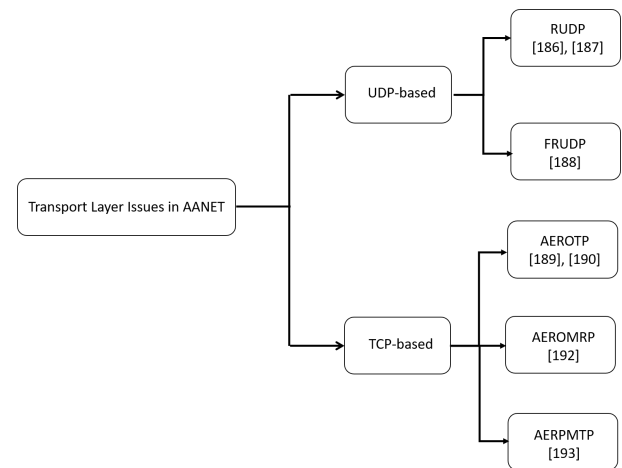 Transport Layer Issues in AANET
UDP-based
RUDP
[186], [187]
FRUDP
[188]
TCP-based
AEROTP
[189], [190]
AEROMRP
[192]
AERPMTP
[193]